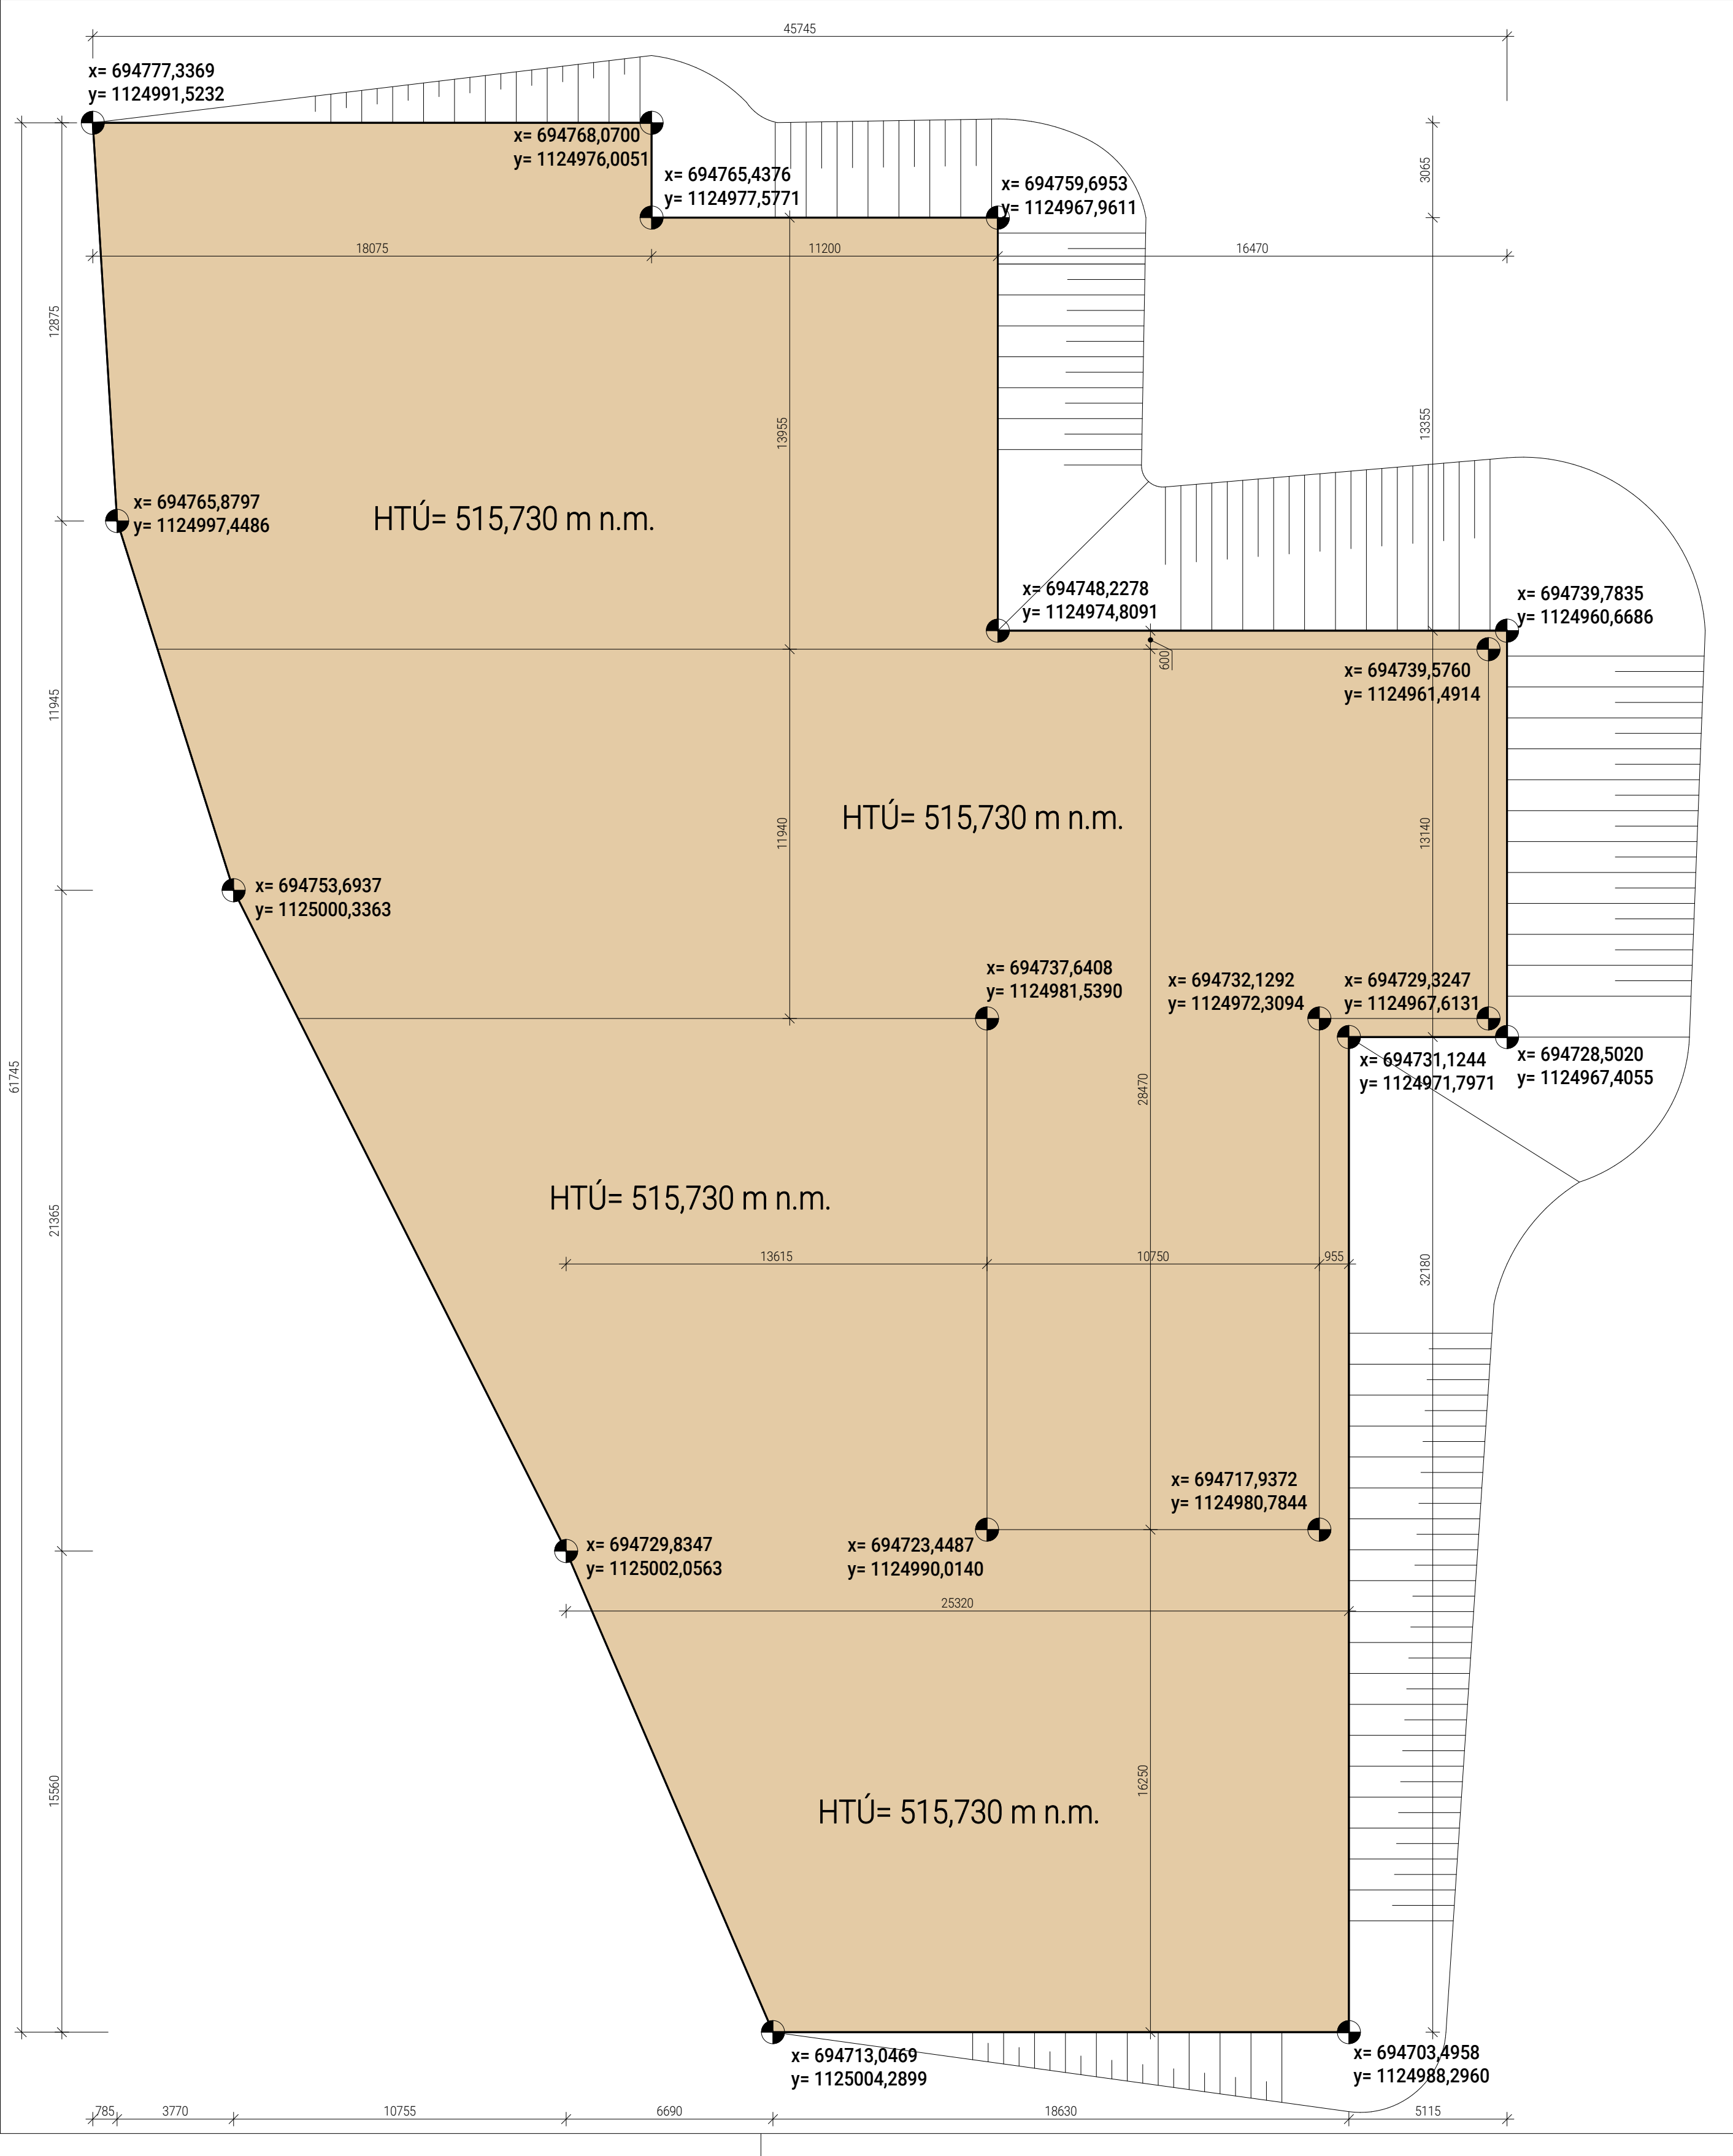 45745
x= 694777,3369
y= 1124991,5232
x= 694768,0700
y= 1124976,0051
x= 694765,4376
y= 1124977,5771
x= 694759,6953
y= 1124967,9611
3065
18075
11200
16470
12875
13955
13355
x= 694765,8797
y= 1124997,4486
HTÚ= 515,730 m n.m.
x= 694748,2278
y= 1124974,8091
x= 694739,7835
y= 1124960,6686
600
x= 694739,5760
y= 1124961,4914
11945
HTÚ= 515,730 m n.m.
11940
13140
x= 694753,6937
y= 1125000,3363
x= 694737,6408
y= 1124981,5390
x= 694732,1292
y= 1124972,3094
x= 694729,3247
y= 1124967,6131
x= 694731,1244
y= 1124971,7971
x= 694728,5020
y= 1124967,4055
61745
28470
HTÚ= 515,730 m n.m.
21365
13615
10750
955
32180
x= 694717,9372
y= 1124980,7844
x= 694729,8347
y= 1125002,0563
x= 694723,4487
y= 1124990,0140
25320
15560
16250
HTÚ= 515,730 m n.m.
x= 694713,0469
y= 1125004,2899
x= 694703,4958
y= 1124988,2960
785
3770
10755
6690
18630
5115